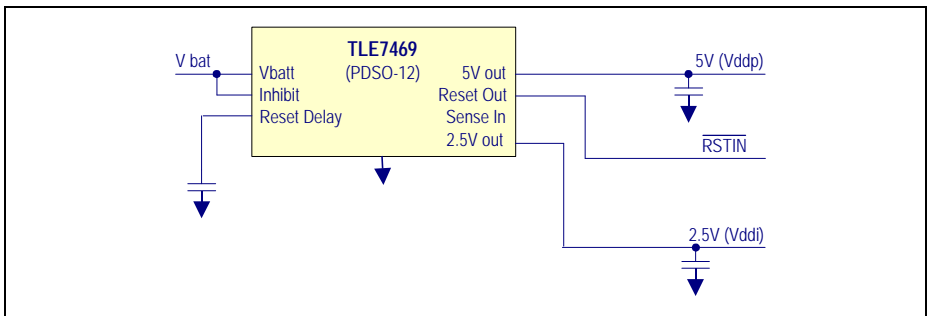 TLE7469
(PDSO-12)
V bat
Vbatt
Inhibit
Reset Delay
5V out
Reset Out
Sense In
2.5V out
5V (Vddp)
RSTIN
2.5V (Vddi)